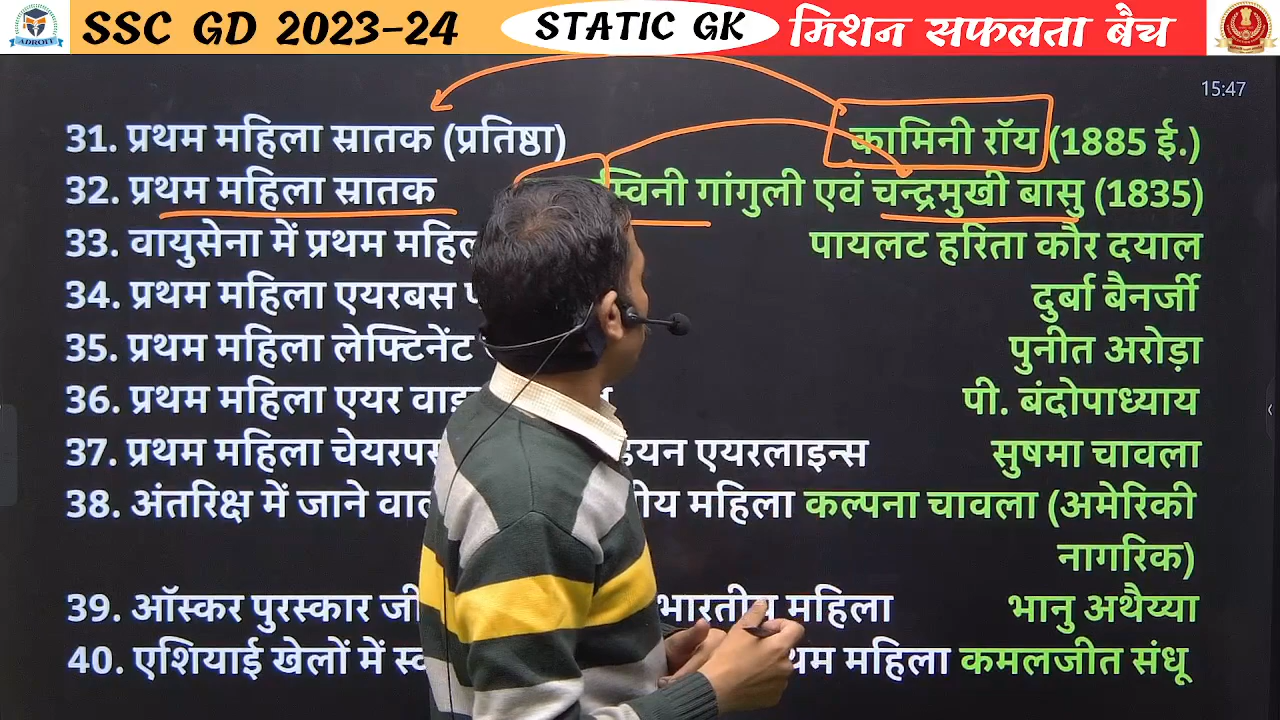 ADROIT
SSC GD 2023-24
STATIC GK
मिशन सफलता बैच
15:47
31. प्रथम महिला स्रातक (प्रतिष्ठा) कामिनी रॉय (1885 ई.)
32. प्रथम महिला स्रातक गांगुली एवं चन्द्रमुखी बासु (1835)
33. वायुसेना में प्रथम पायलट हरिता कौर दयाल
34. प्रथम महिला एयरबस दुर्बा बैनर्जी
35. प्रथम महिला लेफ्टिनेंट पुनीत अरोड़ा
36. प्रथम महिला एयर पी. बंदोपाध्याय
37. प्रथम महिला एयरलाइन्स सुषमा चावला
38. अंतरिक्ष में जाने महिला कल्पना चावला (अमेरिकी
नागरिक)
39. ऑस्कर पुरस्कार महिला भानु अथैय्या
40. एशियाई खेलों में महिला कमलजीत संधू